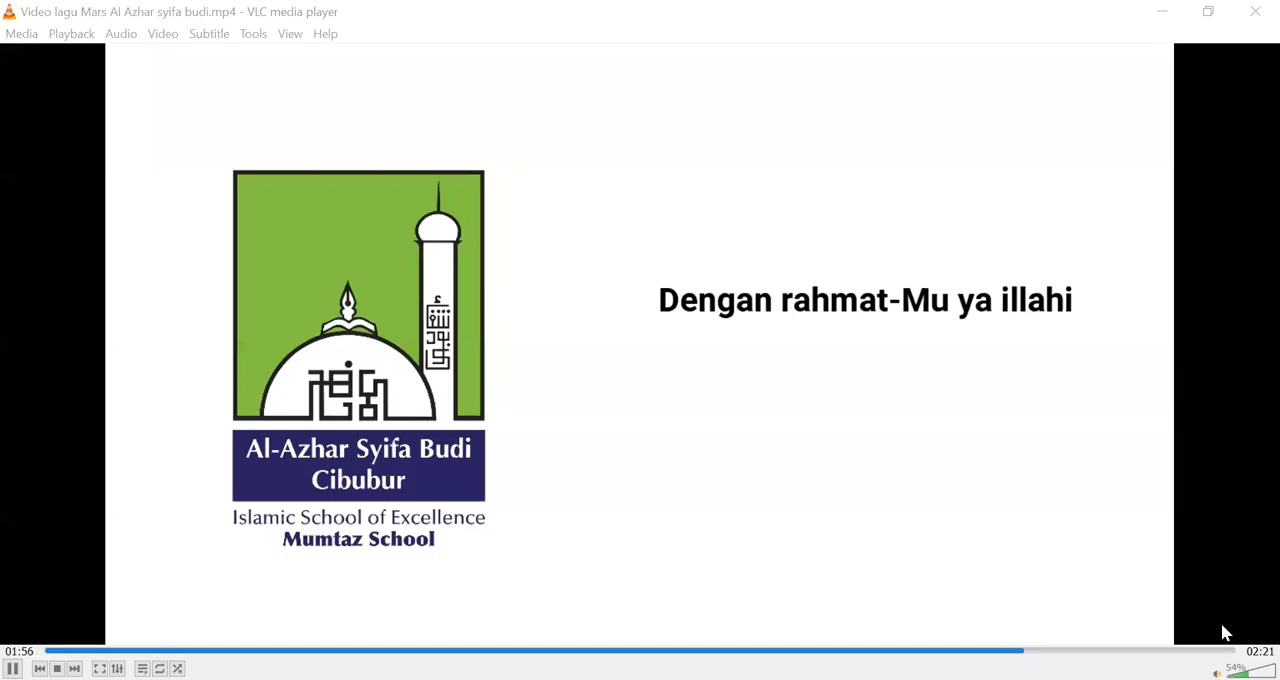 Video lagu Mars Al Azhar syifa budi.mp4 - VLC media player
Media Playback Audio Video Subtitle Tools View Help
Dengan rahmat-Mu ya illahi
Al-Azhar Syifa Budi
Cibubur
Islamic School of Excellence
Mumtaz School
01:56
02:21
54%